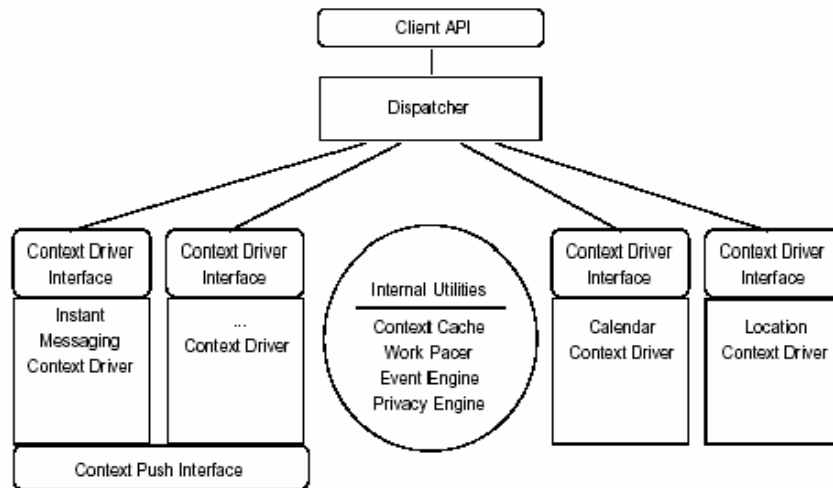 Client API
Dispatcher
Context Driver
Interface
Context Driver
Interface
Context Driver
Interface
Context Driver
Interface
Instant
Messaging
Context Driver
...
Context Driver
Internal Utilities
Context Cache
Work Pacer
Event Engine
Privacy Engine
Calendar
Context Driver
Location
Context Driver
Context Push Interface